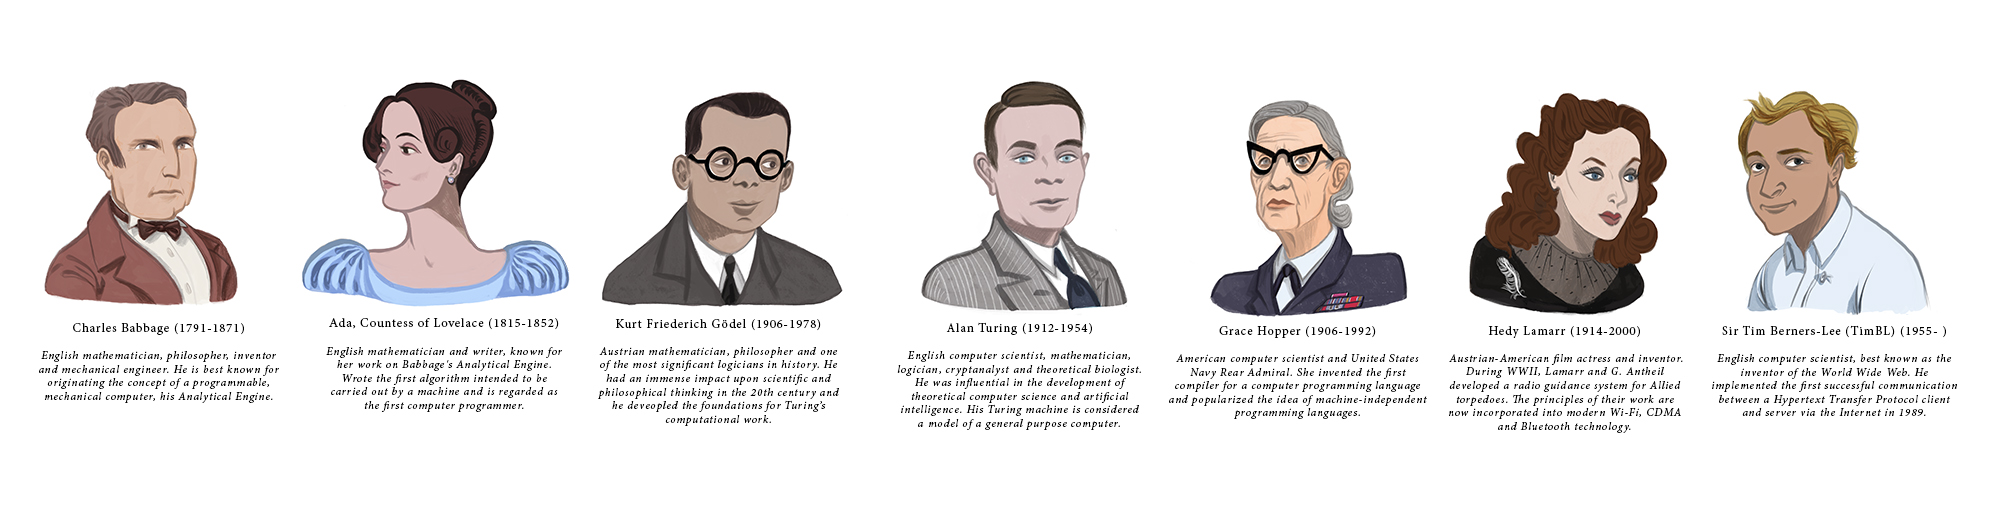 Charles Babbage (1791-1871)
English mathematician, philosopher, inventor
and mechanical engineer. He is best known for
originating the concept of a programmable,
mechanical computer, his Analytical Engine.
Ada, Countess of Lovelace (1815-1852)
English mathematician and writer, known for
her work on Babbage's Analytical Engine.
Wrote the first algorithm intended to be
carried out by a machine and is regarded as
the first computer programmer.
Kurt Friederich Gödel (1906-1978)
Austrian mathematician, philosopher and one
of the most significant logicians in history. He
had an immense impact upon scientific and
philosophical thinking in the 20th century and
he deveopled the foundations for Turing's
computational work.
Alan Turing (1912-1954)
English computer scientist, mathematician,
logician, cryptanalyst and theoretical biologist.
He was influential in the development of
theoretical computer science and artificial
intelligence. His Turing machine is considered
a model of a general purpose computer.
Grace Hopper (1906-1992)
American computer scientist and United States
Navy Rear Admiral. She invented the first
compiler for a computer programming language
and popularized the idea of machine-independent
programming languages.
Hedy Lamarr (1914-2000)
Austrian-American film actress and inventor.
During WWII, Lamarr and G. Antheil
developed a radio guidance system for Allied
torpedoes. The principles of their work are
now incorporated into modern Wi-Fi, CDMA
and Bluetooth technology.
Sir Tim Berners-Lee (TimBL) (1955- )
English computer scientist, best known as the
inventor of the World Wide Web. He
implemented the first successful communication
between a Hypertext Transfer Protocol client
and server via the Internet in 1989.